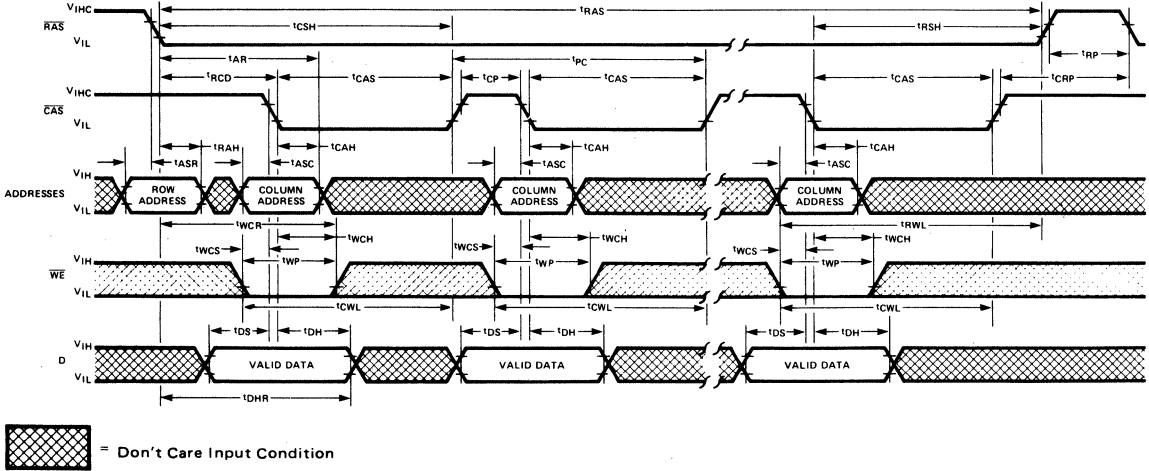 VIHC
RAS
VIL
tRAS
tCSH
tRSH
tAR
tPC
tRP
tRCD
tCAS
tCP
tCAS
tCAS
tCRP
VIHC
CAS
VIL
tRAH
tCAH
tCAH
tCAH
tASR
tASC
tASC
tASC
VIH
ADDRESSES
VIL
ROW
ADDRESS
COLUMN
ADDRESS
COLUMN
ADDRESS
COLUMN
ADDRESS
tWCR
tRWL
tWCH
tWCH
tWCH
tWCS
tWCS
tWCS
tWP
tWP
tWP
VIH
WE
VIL
tCWL
tCWL
tCWL
tDS
tDH
tDS
tDH
tDS
tDH
VIH
D
VIL
VALID DATA
VALID DATA
VALID DATA
tDHR
= Don't Care Input Condition